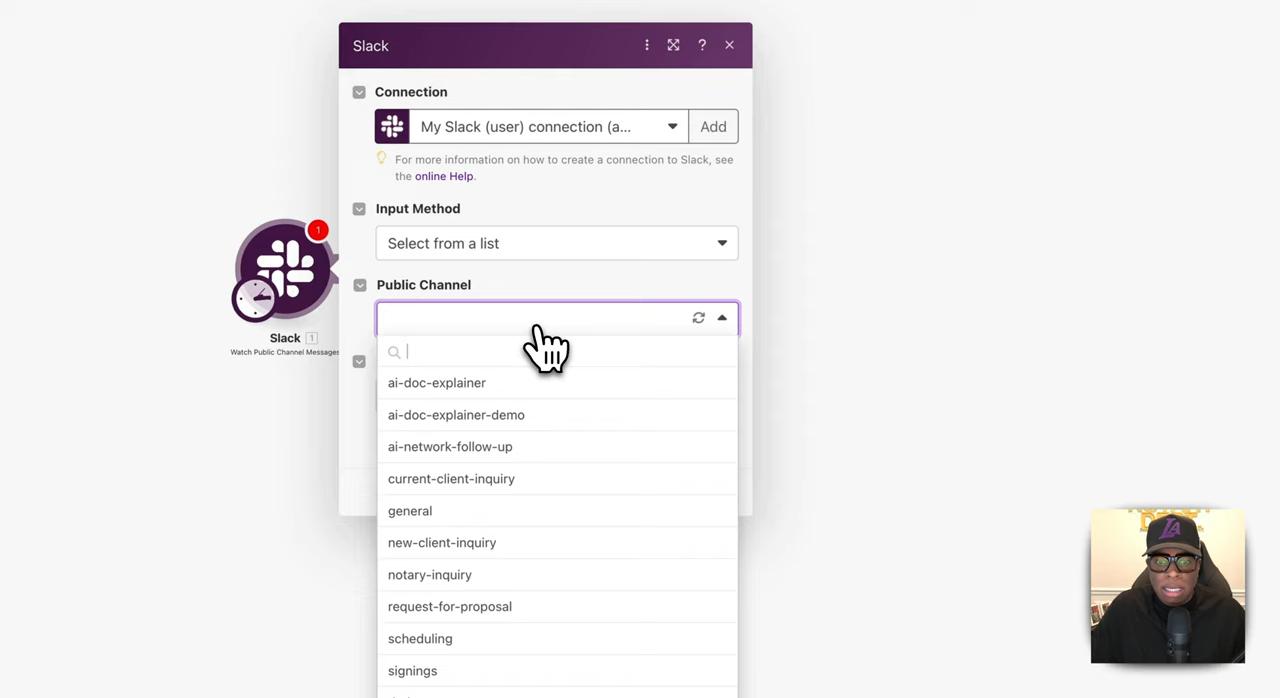 Slack
?
Connection
My Slack (user) connection (a...
Add
For more information on how to create a connection to Slack, see
the online Help.
Input Method
Select from a list
1
Slack 1
Watch Public Channel Messages
Public Channel
ai-doc-explainer
ai-doc-explainer-demo
ai-network-follow-up
current-client-inquiry
general
new-client-inquiry
notary-inquiry
request-for-proposal
scheduling
signings
LA